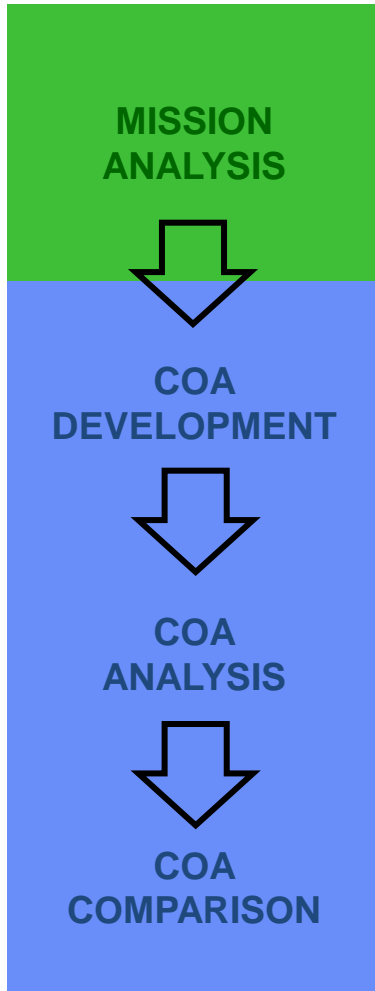 MISSION
ANALYSIS
COA
DEVELOPMENT
COA
ANALYSIS
COA
COMPARISON